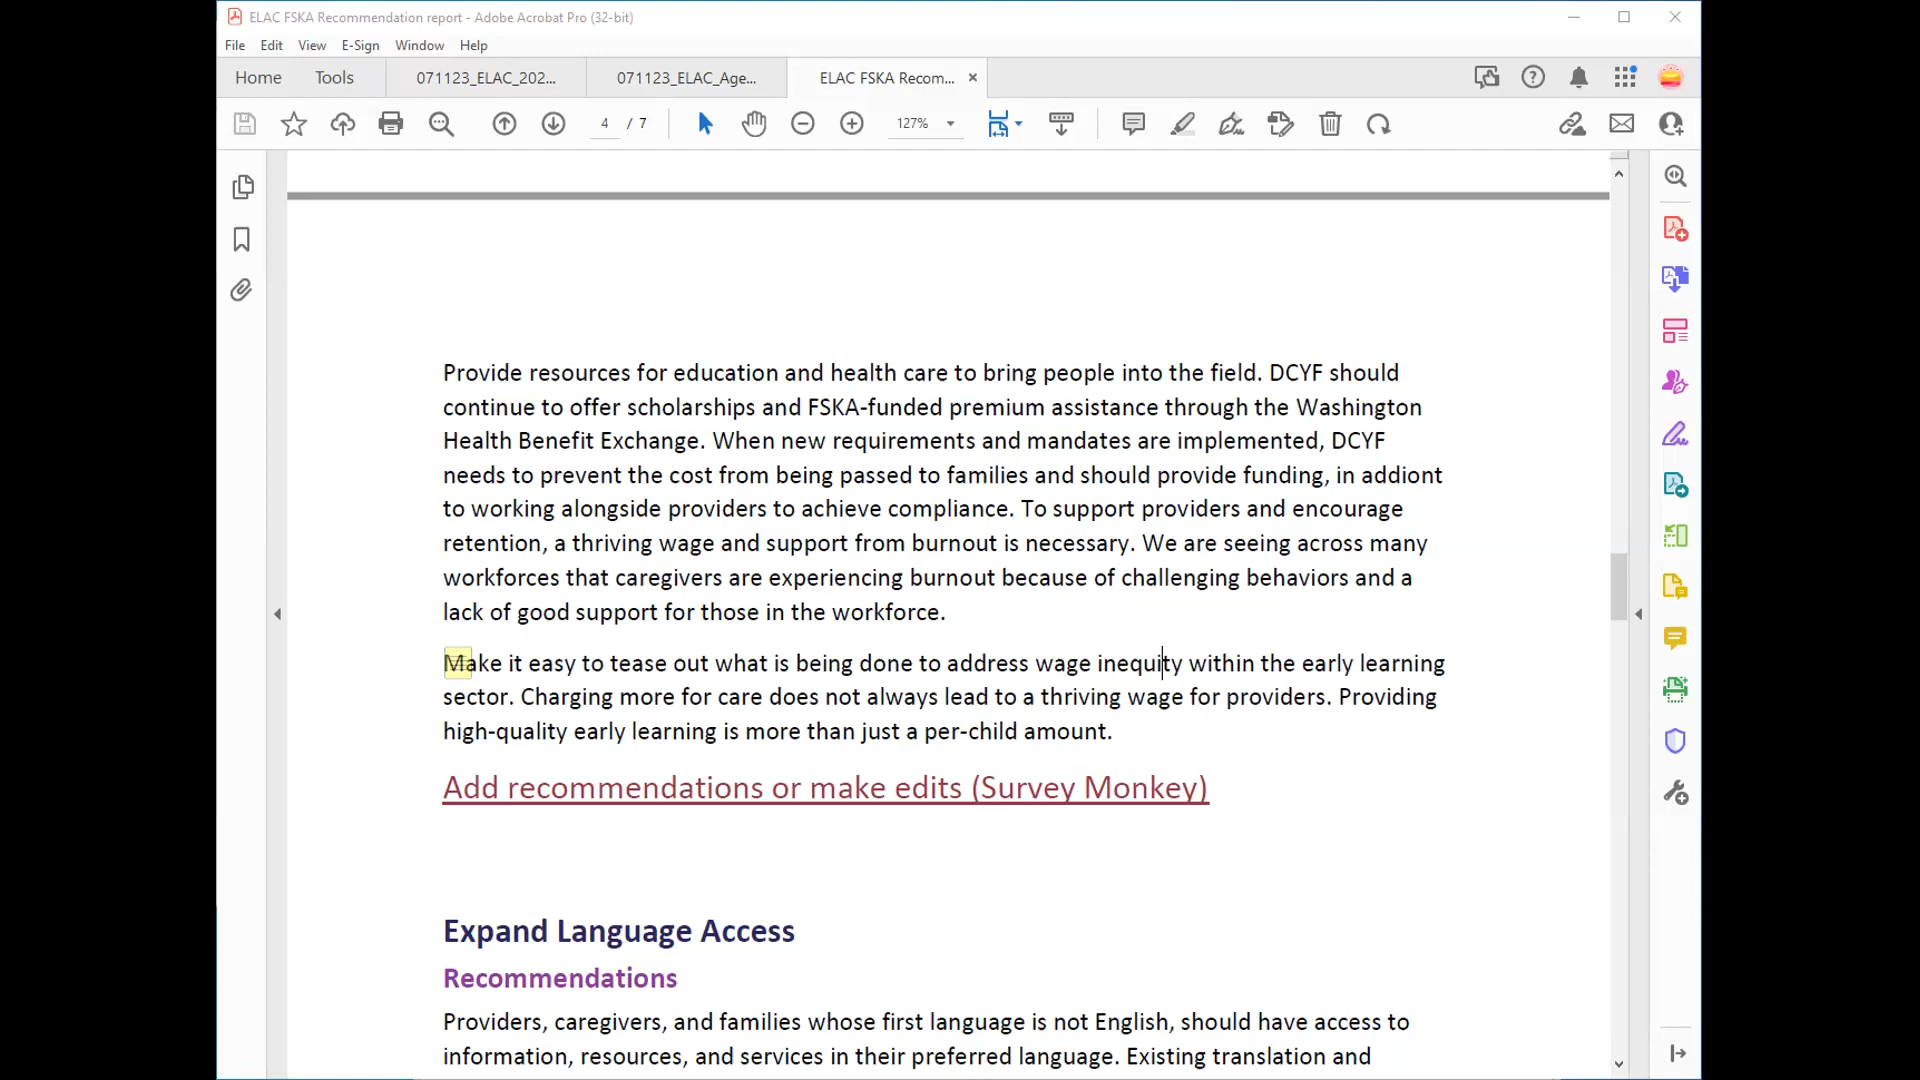 ELAC FSKA Recommendation report - Adobe Acrobat Pro (32-bit)
File Edit View E-Sign Window Help
Home Tools 071123_ELAC_202... 071123_ELAC_Age... ELAC FSKA Recom...
4 / 7 127%
Provide resources for education and health care to bring people into the field. DCYF should
continue to offer scholarships and FSKA-funded premium assistance through the Washington
Health Benefit Exchange. When new requirements and mandates are implemented, DCYF
needs to prevent the cost from being passed to families and should provide funding, in addiont
to working alongside providers to achieve compliance. To support providers and encourage
retention, a thriving wage and support from burnout is necessary. We are seeing across many
workforces that caregivers are experiencing burnout because of challenging behaviors and a
lack of good support for those in the workforce.
Make it easy to tease out what is being done to address wage inequity within the early learning
sector. Charging more for care does not always lead to a thriving wage for providers. Providing
high-quality early learning is more than just a per-child amount.
Add recommendations or make edits (Survey Monkey)
Expand Language Access
Recommendations
Providers, caregivers, and families whose first language is not English, should have access to
information, resources, and services in their preferred language. Existing translation and